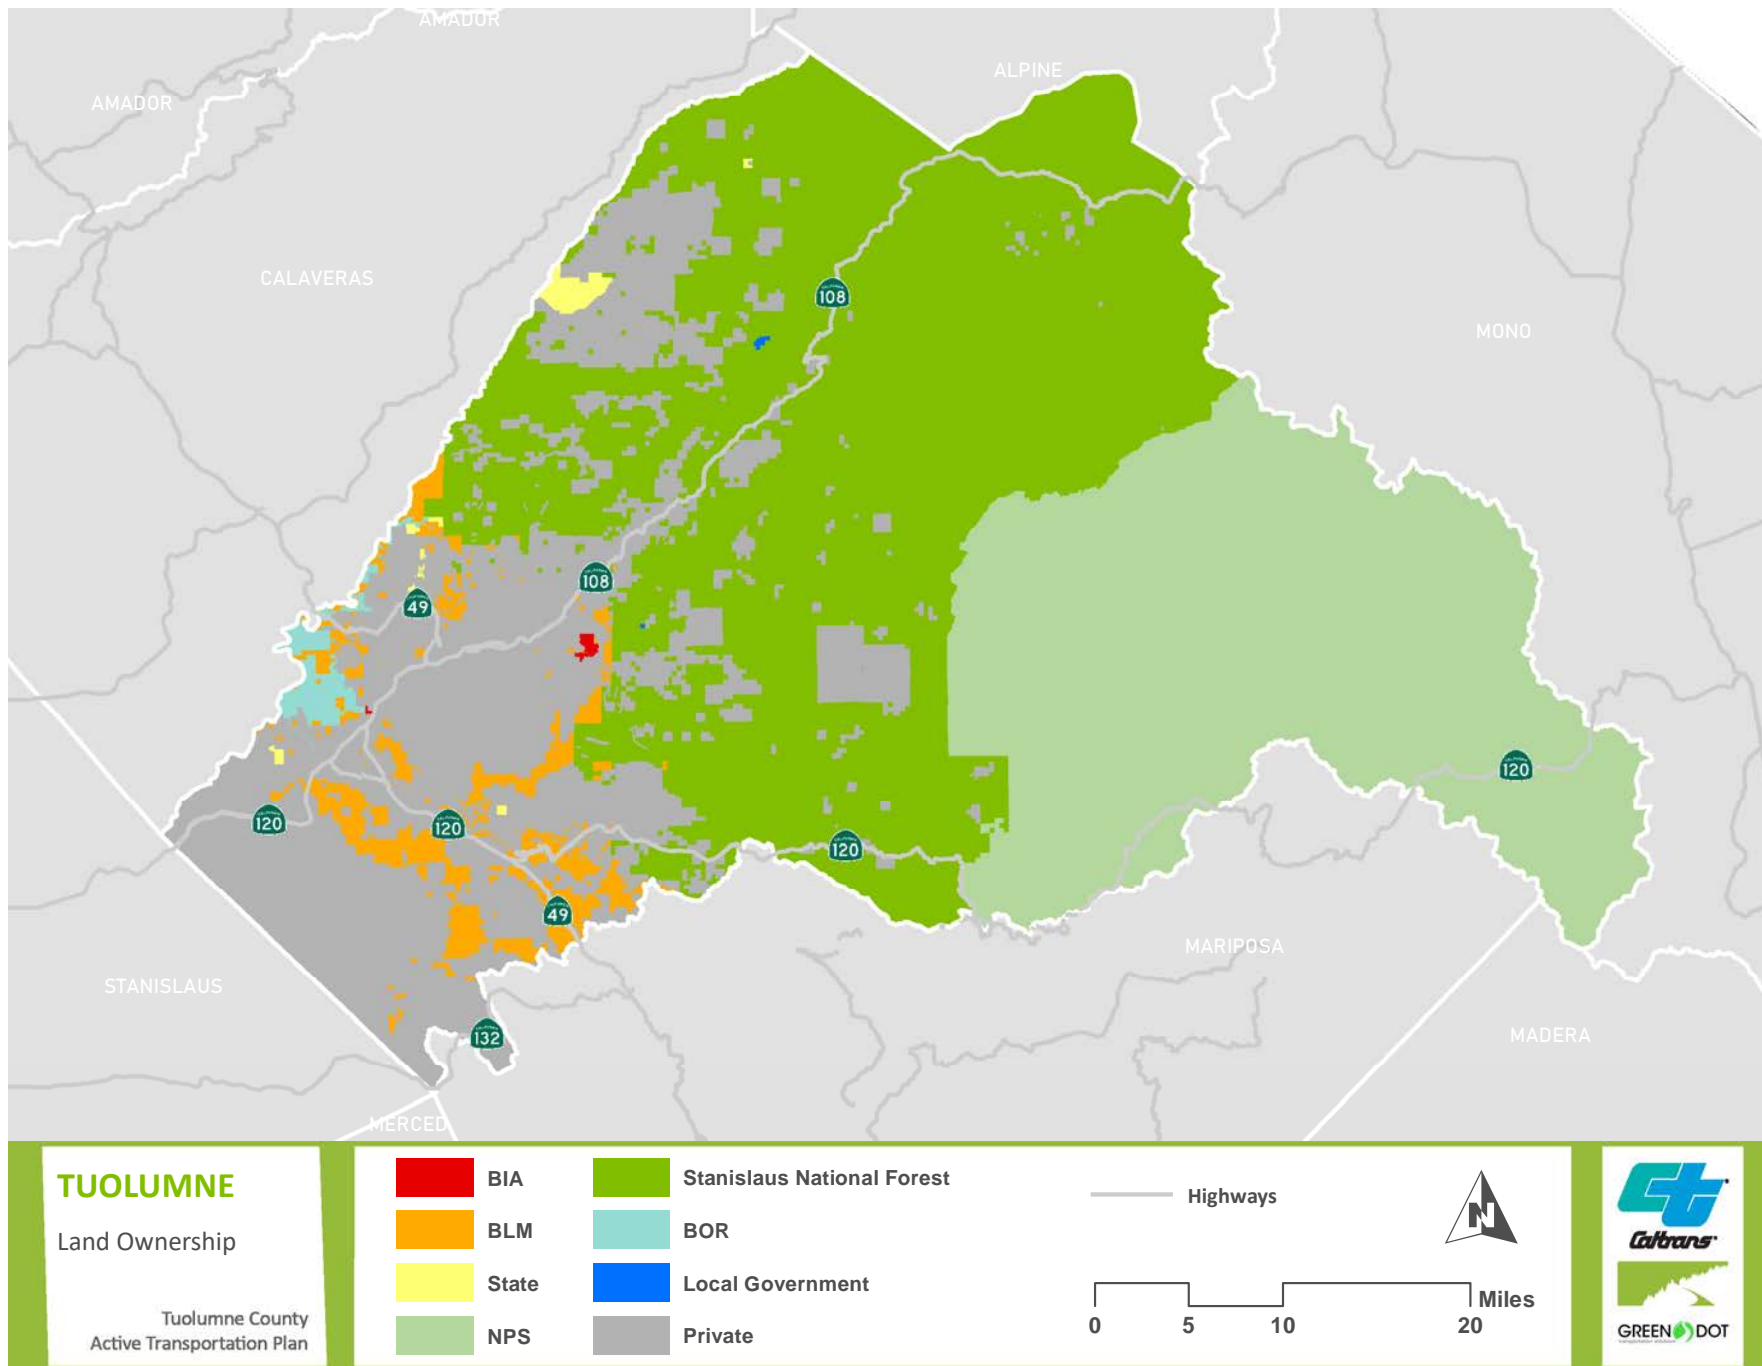 AMADOR
ALPINE
AMADOR
CALAVERAS
108
MONO
108
49
120
120
120
120
49
MARIPOSA
STANISLAUS
132
MADERA
MERCED
TUOLUMNE
Land Ownership
Tuolumne County
Active Transportation Plan
BIA
BLM
State
NPS
Stanislaus National Forest
BOR
Local Government
Private
Highways
N
Miles
0 5 10 20
Caltrans
GREEN DOT